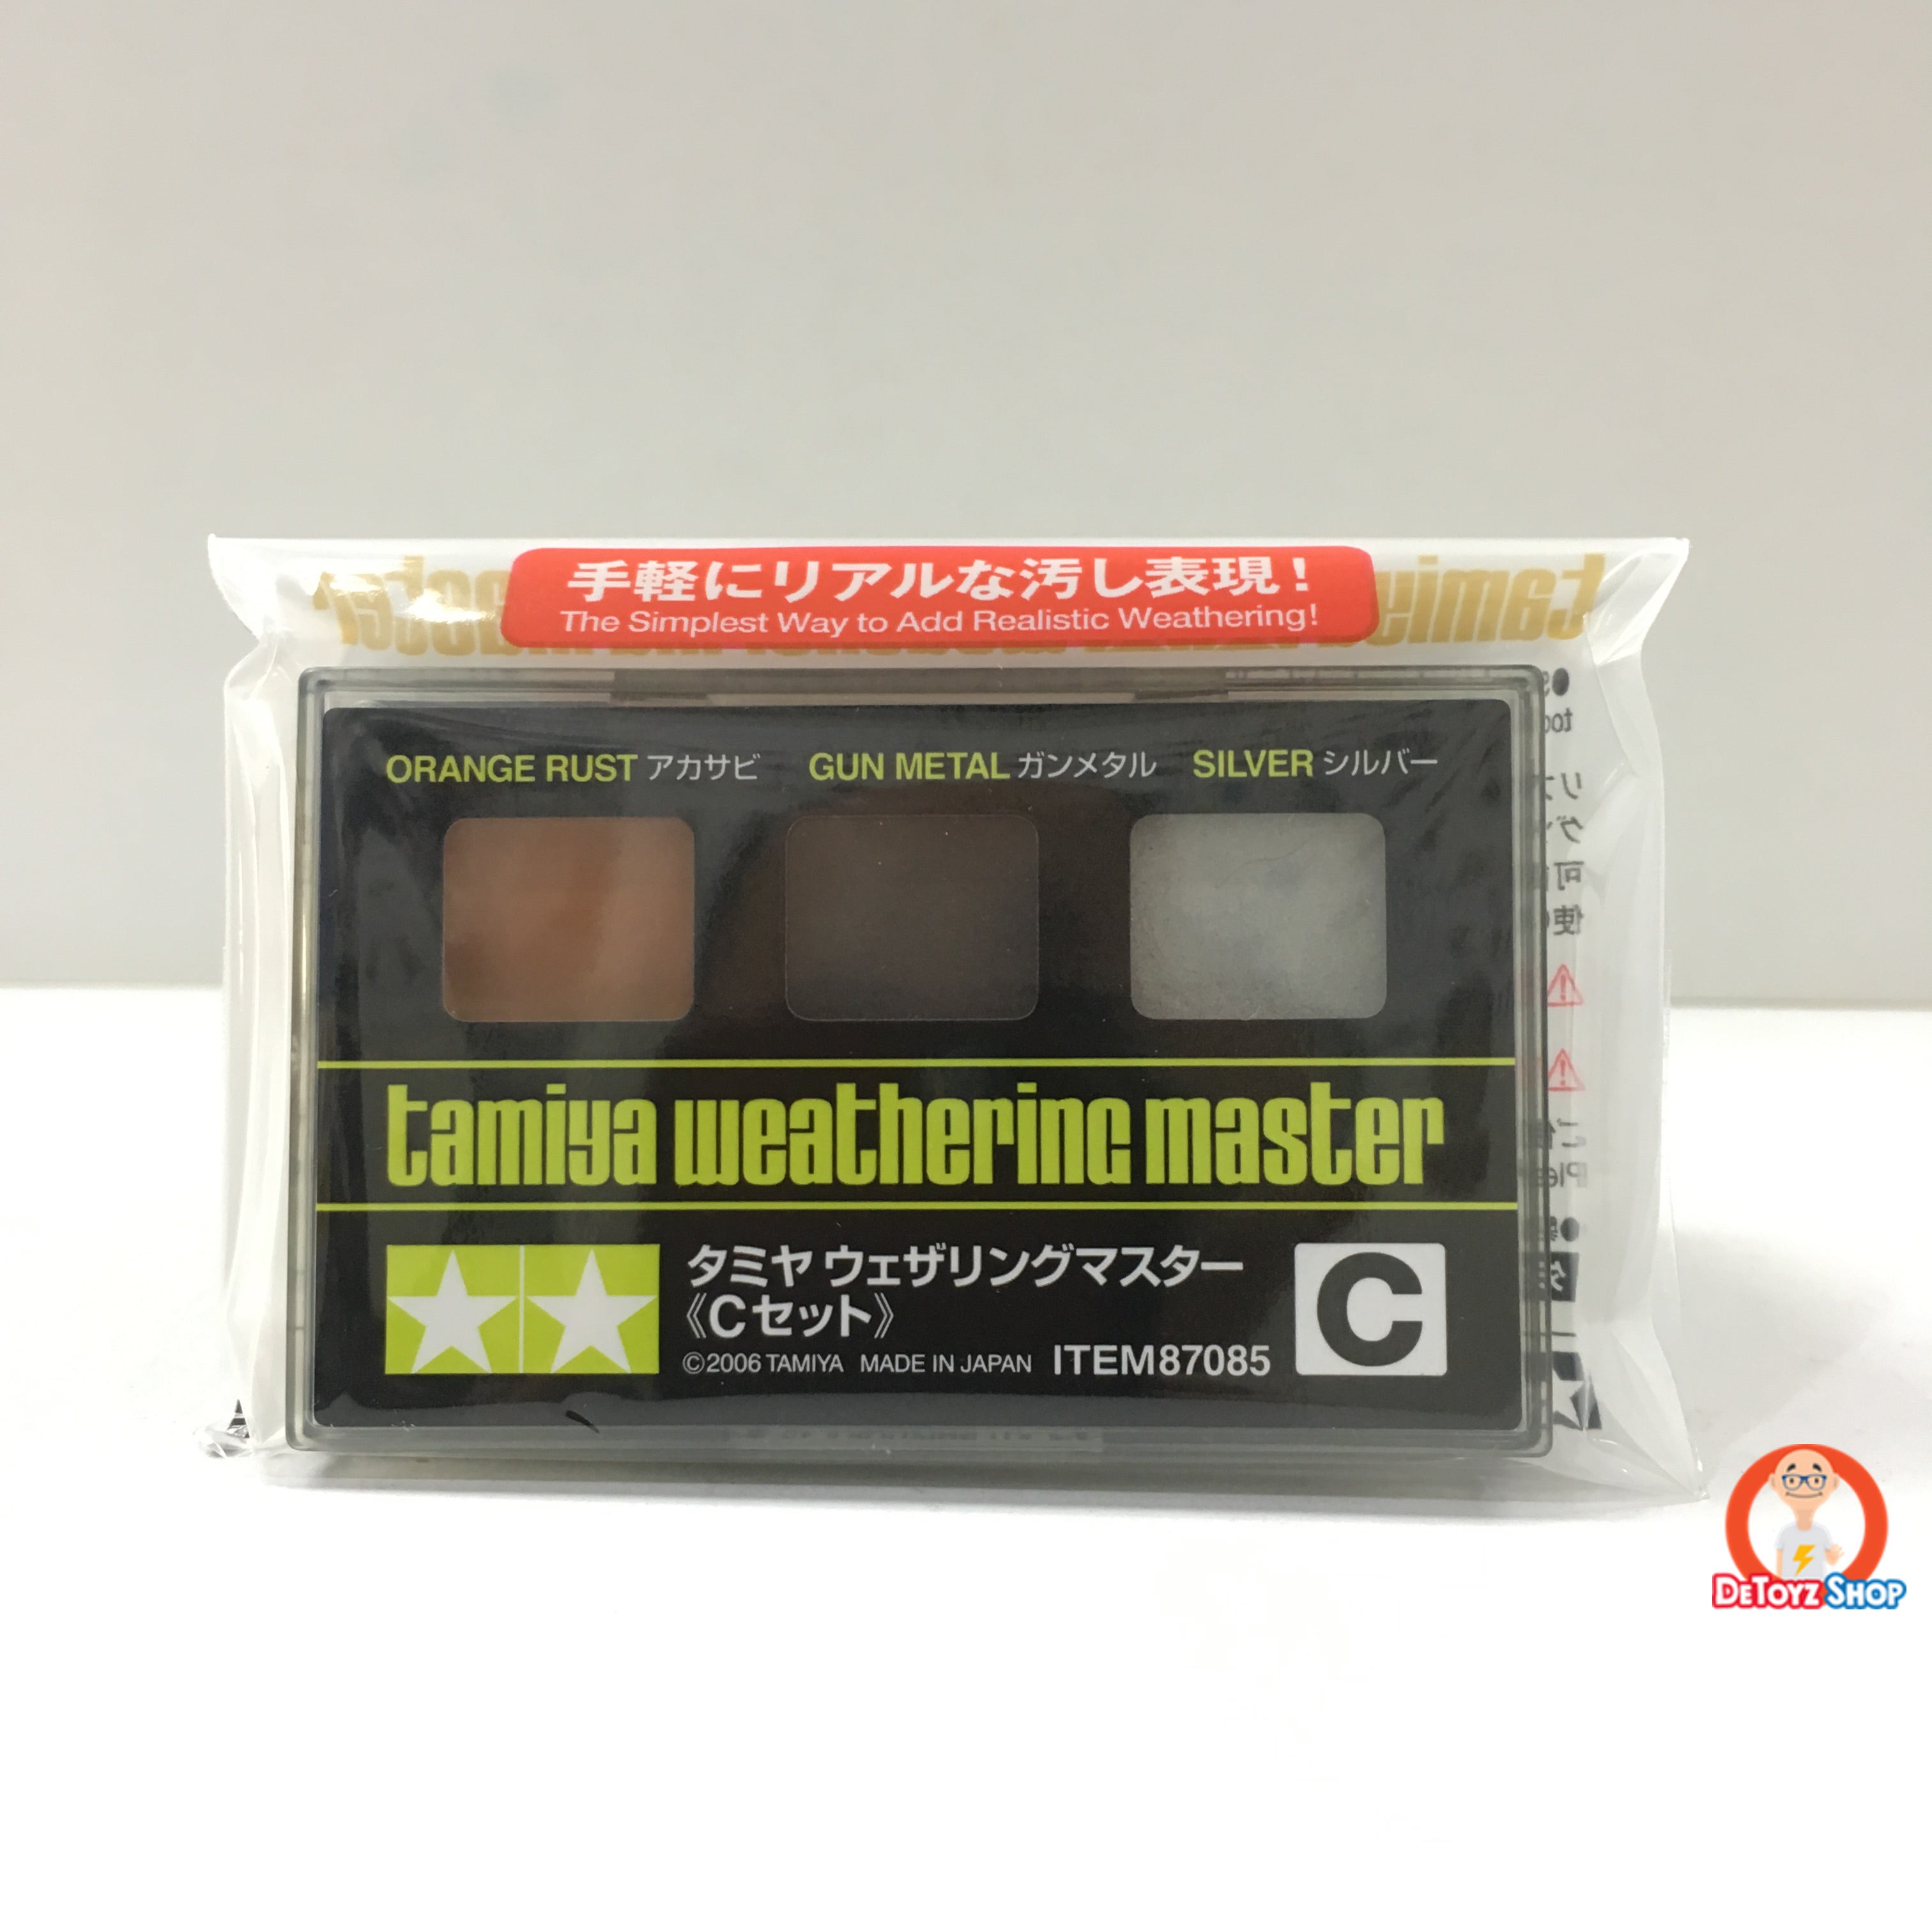 手軽にリアルな汚し表現！
The Simplest Way to Add Realistic Weathering!
ORANGE RUST アカサビ GUN METAL ガンメタル SILVER シルバー
tamiya weathering master
タミヤ ウェザリングマスター
《Cセット》
©2006 TAMIYA MADE IN JAPAN ITEM87085
C
DeToyz Shop